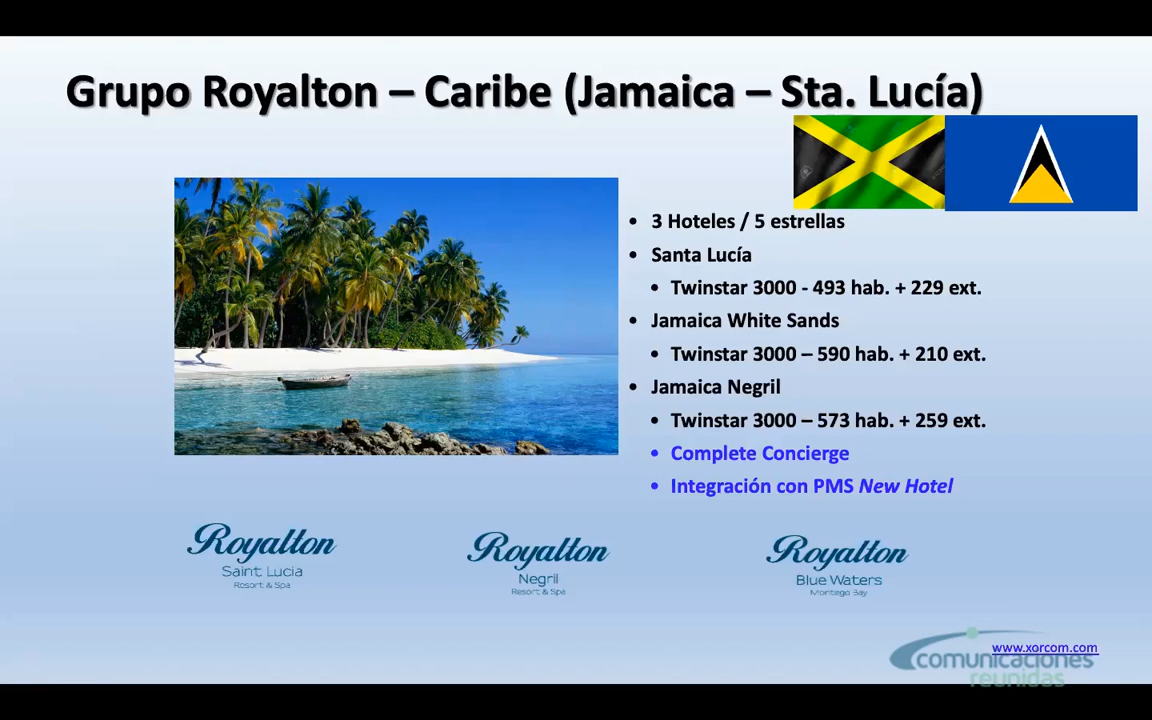 Grupo Royalton – Caribe (Jamaica – Sta. Lucía)
• 3 Hoteles / 5 estrellas
• Santa Lucía
• Twinstar 3000 - 493 hab. + 229 ext.
• Jamaica White Sands
• Twinstar 3000 – 590 hab. + 210 ext.
• Jamaica Negril
• Twinstar 3000 – 573 hab. + 259 ext.
• Complete Concierge
• Integración con PMS New Hotel
Royalton
Saint Lucia
Resort & Spa
Royalton
Negril
Resort & Spa
Royalton
Blue Waters
Montego Bay
www.xorcom.com
comunicaciones
reunidas